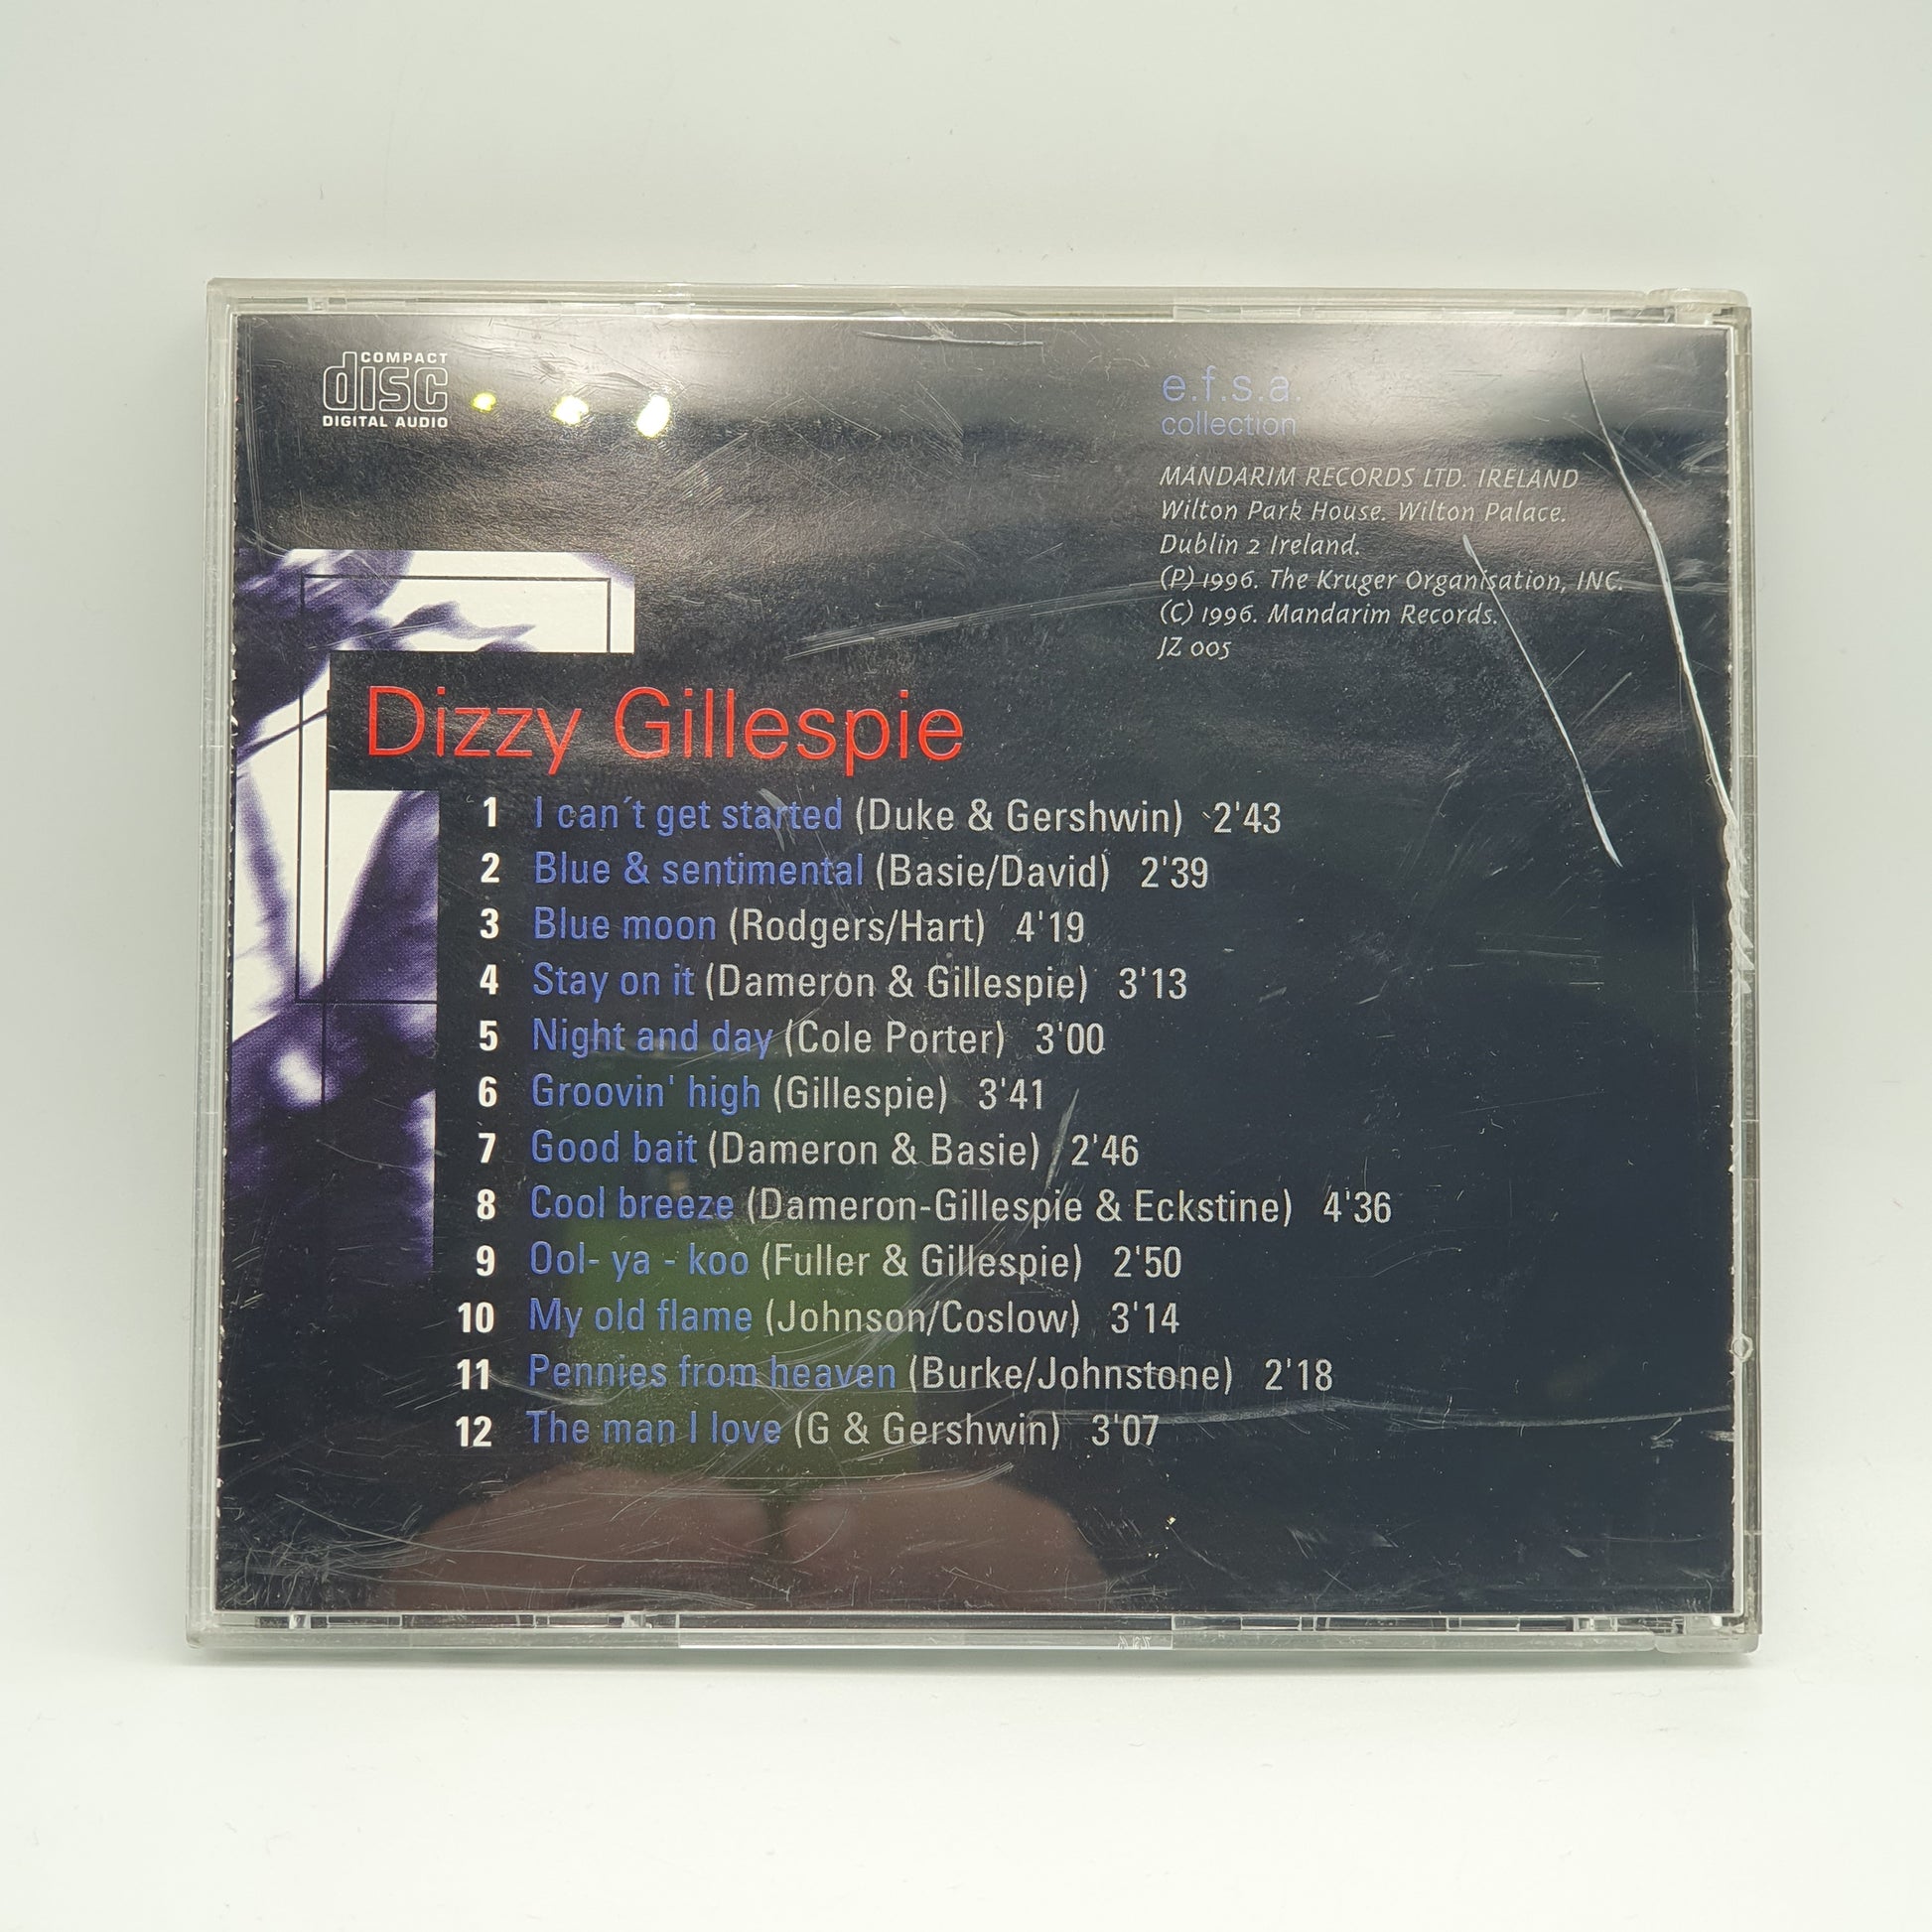 COMPACT
disc
DIGITAL AUDIO
e.f.s.a.
collection
MANDARIM RECORDS LTD. IRELAND
Wilton Park House. Wilton Palace.
Dublin 2 Ireland.
(P) 1996. The Kruger Organisation, INC.
(C) 1996. Mandarim Records.
JZ 005
Dizzy Gillespie
1 I can´t get started (Duke & Gershwin) 2'43
2 Blue & sentimental (Basie/David) 2'39
3 Blue moon (Rodgers/Hart) 4'19
4 Stay on it (Dameron & Gillespie) 3'13
5 Night and day (Cole Porter) 3'00
6 Groovin' high (Gillespie) 3'41
7 Good bait (Dameron & Basie) 2'46
8 Cool breeze (Dameron-Gillespie & Eckstine) 4'36
9 Ool- ya - koo (Fuller & Gillespie) 2'50
10 My old flame (Johnson/Coslow) 3'14
11 Pennies from heaven (Burke/Johnstone) 2'18
12 The man I love (G & Gershwin) 3'07